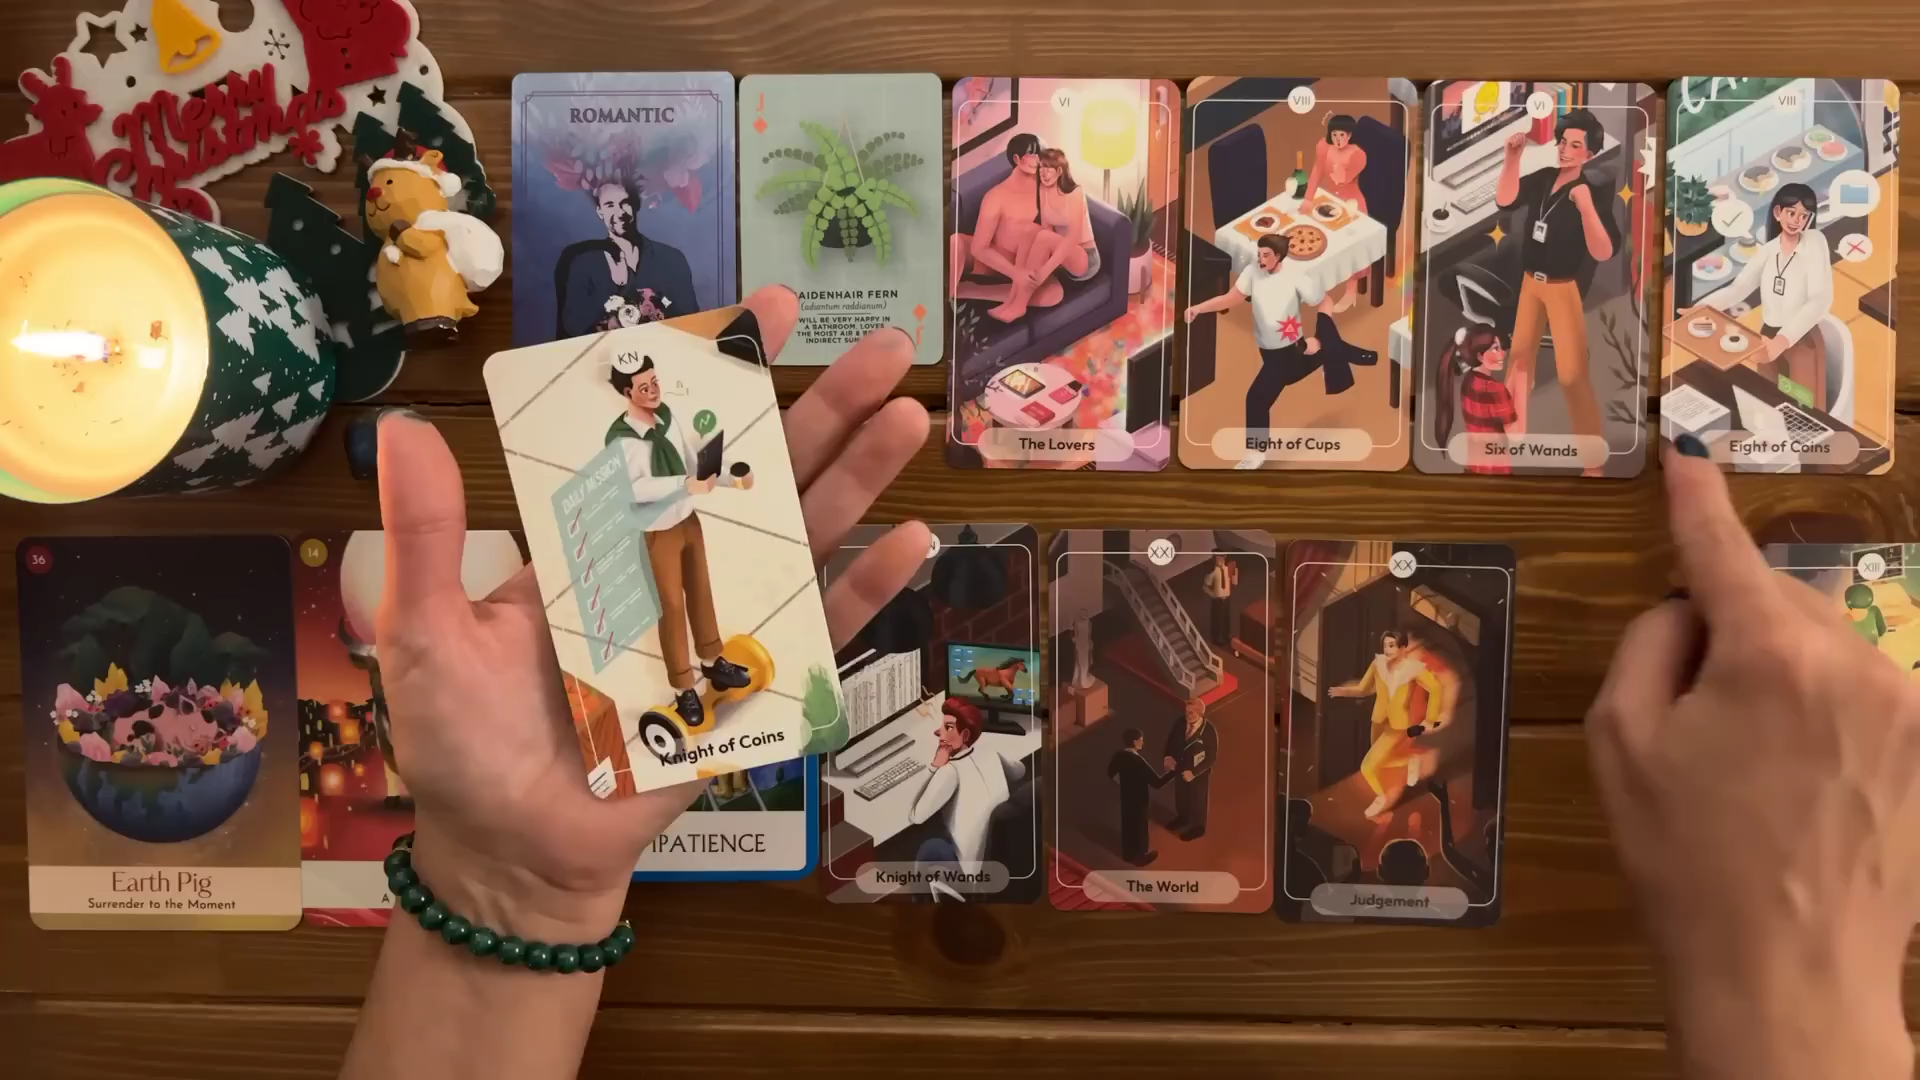 Merry
Christmas
ROMANTIC
J
AIDENHAIR FERN
(adiantum raddianum)
WILL BE VERY HAPPY IN
A BATHROOM. LOVES
THE MOIST AIR &
INDIRECT
J
VI
The Lovers
VIII
Eight of Cups
VI
Six of Wands
VIII
Eight of Coins
KN
DAILY MISSION
Knight of Coins
36
Earth Pig
Surrender to the Moment
14
A
IPATIENCE
N
Knight of Wands
XXI
The World
XX
Judgement
XIII